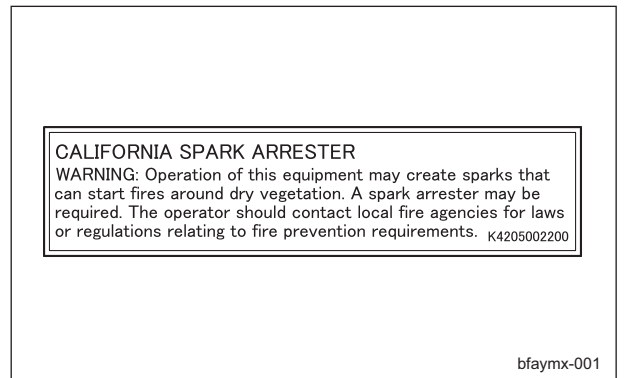 CALIFORNIA SPARK ARRESTER
WARNING: Operation of this equipment may create sparks that
can start fires around dry vegetation. A spark arrester may be
required. The operator should contact local fire agencies for laws
or regulations relating to fire prevention requirements. K4205002200
bfaymx-001